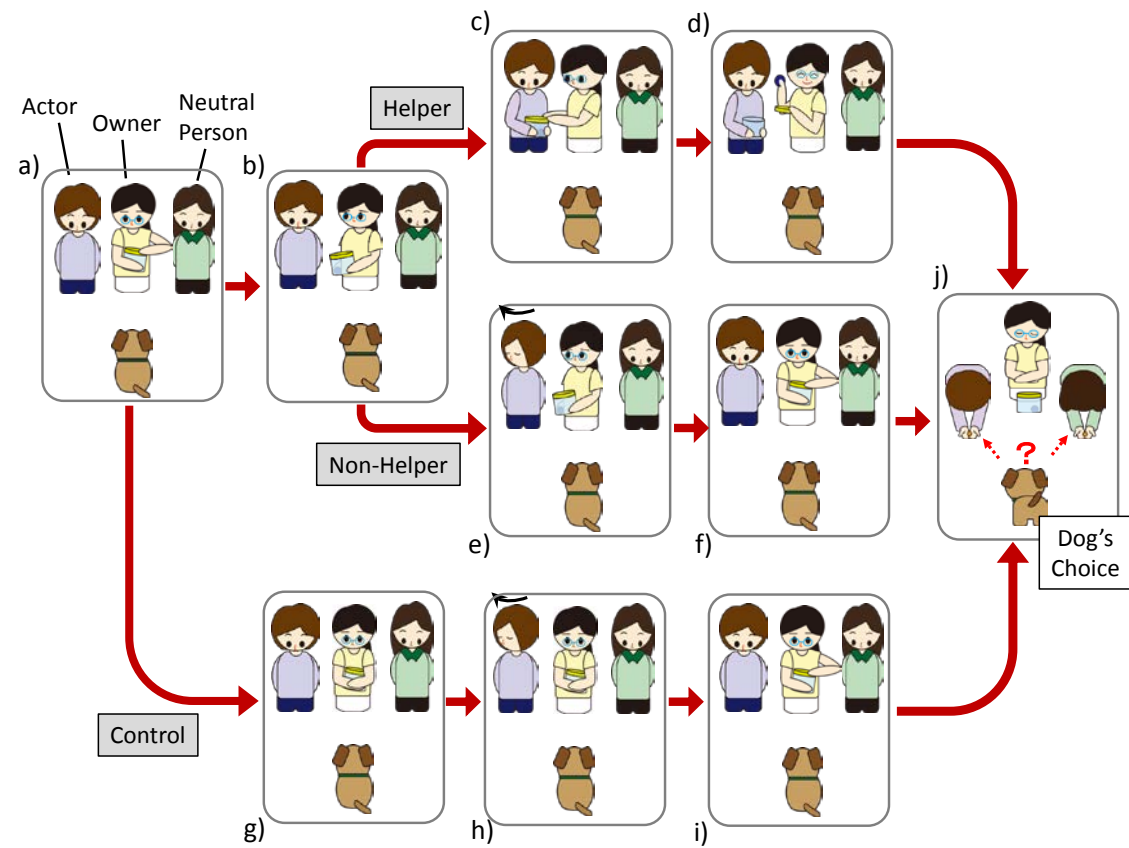 c)
d)
Helper
Actor
Owner
Neutral
Person
a)
b)
j)
?
Non-Helper
e)
f)
Dog's
Choice
Control
g)
h)
i)